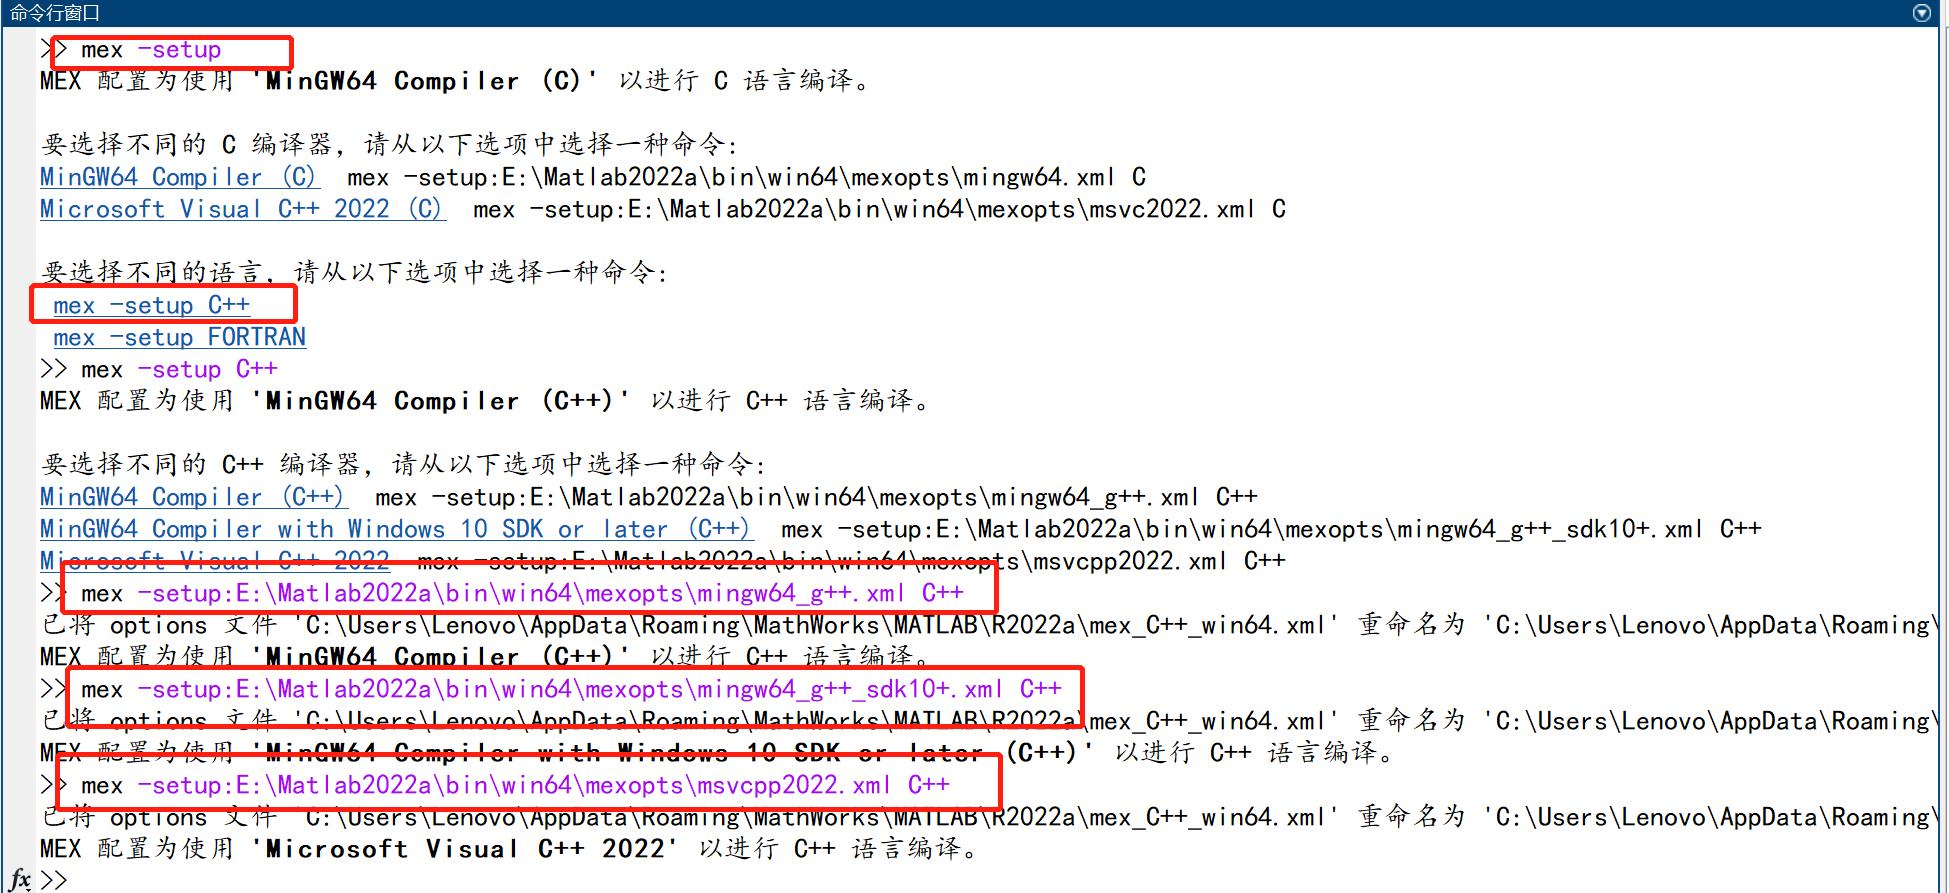 命令行窗口
>> mex -setup
MEX 配置为使用 'MinGW64 Compiler (C)' 以进行 C 语言编译。
要选择不同的 C 编译器，请从以下选项中选择一种命令：
MinGW64 Compiler (C)  mex -setup:E:\Matlab2022a\bin\win64\mexopts\mingw64.xml C
Microsoft Visual C++ 2022 (C)  mex -setup:E:\Matlab2022a\bin\win64\mexopts\msvc2022.xml C
要选择不同的语言，请从以下选项中选择一种命令：
mex -setup C++
mex -setup FORTRAN
>> mex -setup C++
MEX 配置为使用 'MinGW64 Compiler (C++)' 以进行 C++ 语言编译。
要选择不同的 C++ 编译器，请从以下选项中选择一种命令：
MinGW64 Compiler (C++)  mex -setup:E:\Matlab2022a\bin\win64\mexopts\mingw64_g++.xml C++
MinGW64 Compiler with Windows 10 SDK or later (C++)  mex -setup:E:\Matlab2022a\bin\win64\mexopts\mingw64_g++_sdk10+.xml C++
Microsoft Visual C++ 2022  mex -setup:E:\Matlab2022a\bin\win64\mexopts\msvcpp2022.xml C++
>> mex -setup:E:\Matlab2022a\bin\win64\mexopts\mingw64_g++.xml C++
已将 options 文件 'C:\Users\Lenovo\AppData\Roaming\MathWorks\MATLAB\R2022a\mex_C++_win64.xml' 重命名为 'C:\Users\Lenovo\AppData\Roaming\
MEX 配置为使用 'MinGW64 Compiler (C++)' 以进行 C++ 语言编译。
>> mex -setup:E:\Matlab2022a\bin\win64\mexopts\mingw64_g++_sdk10+.xml C++
已将 options 文件 'C:\Users\Lenovo\AppData\Roaming\MathWorks\MATLAB\R2022a\mex_C++_win64.xml' 重命名为 'C:\Users\Lenovo\AppData\Roaming\
MEX 配置为使用 'MinGW64 Compiler with Windows 10 SDK or later (C++)' 以进行 C++ 语言编译。
>> mex -setup:E:\Matlab2022a\bin\win64\mexopts\msvcpp2022.xml C++
已将 options 文件 'C:\Users\Lenovo\AppData\Roaming\MathWorks\MATLAB\R2022a\mex_C++_win64.xml' 重命名为 'C:\Users\Lenovo\AppData\Roaming\
MEX 配置为使用 'Microsoft Visual C++ 2022' 以进行 C++ 语言编译。
fx >>